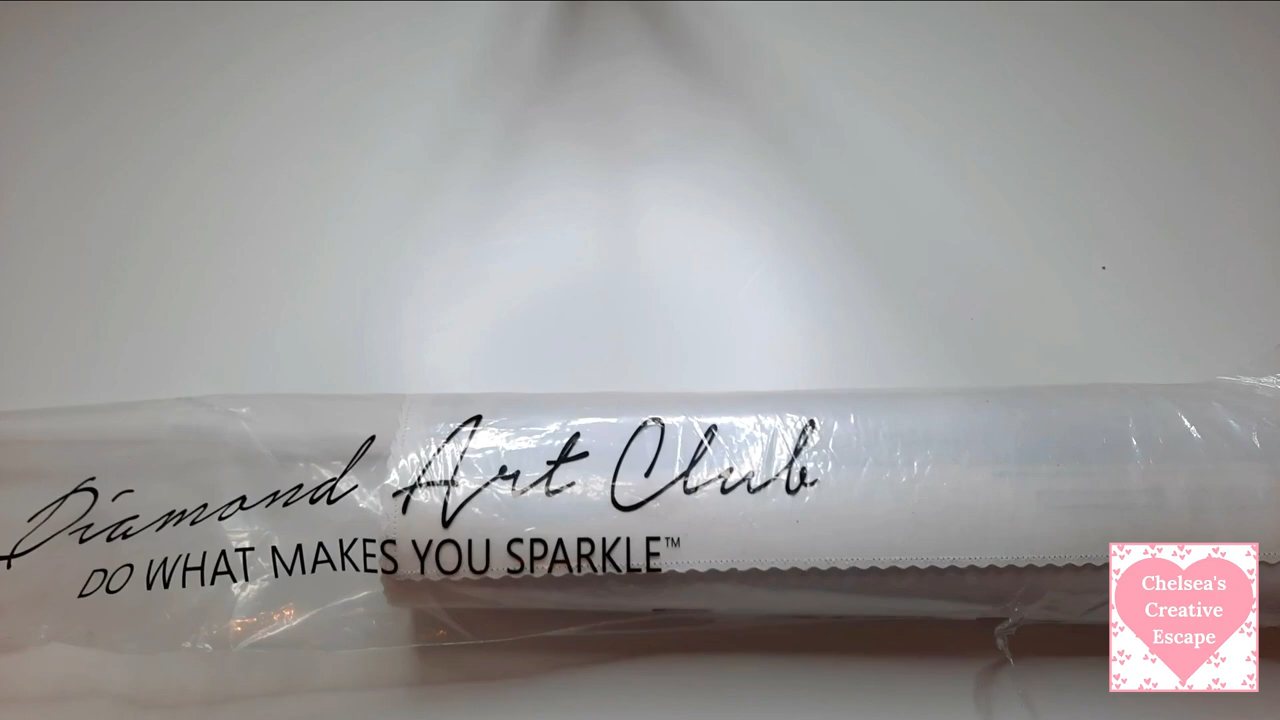 Diamond Art Club
DO WHAT MAKES YOU SPARKLE™
Chelsea's
Creative
Escape